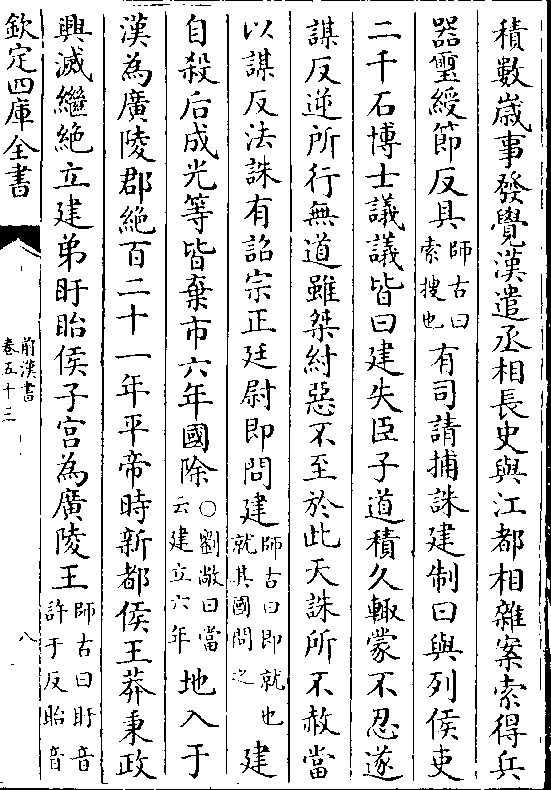 積數歲事發覺漢遣丞相長史與江都相雜案索得兵
器璽綬節反具師古曰索搜也有司請捕誅建制曰與列侯吏
二千石博士議議皆曰建失臣子道積久輒蒙不忍遂
謀反逆所行無道雖桀紂惡不至於此天誅所不赦當
以謀反法誅有詔宗正廷尉即問建師古曰即就也就其國問之建
自殺后成光等皆棄市六年國除○劉敞曰當云建立六年地入于
漢為廣陵郡絕百二十一年平帝時新都侯王莽秉政
興滅繼絕立建弟盱眙侯子宮為廣陵王師古曰盱音許于反眙音
欽定四庫全書
前漢書
卷五十三
八